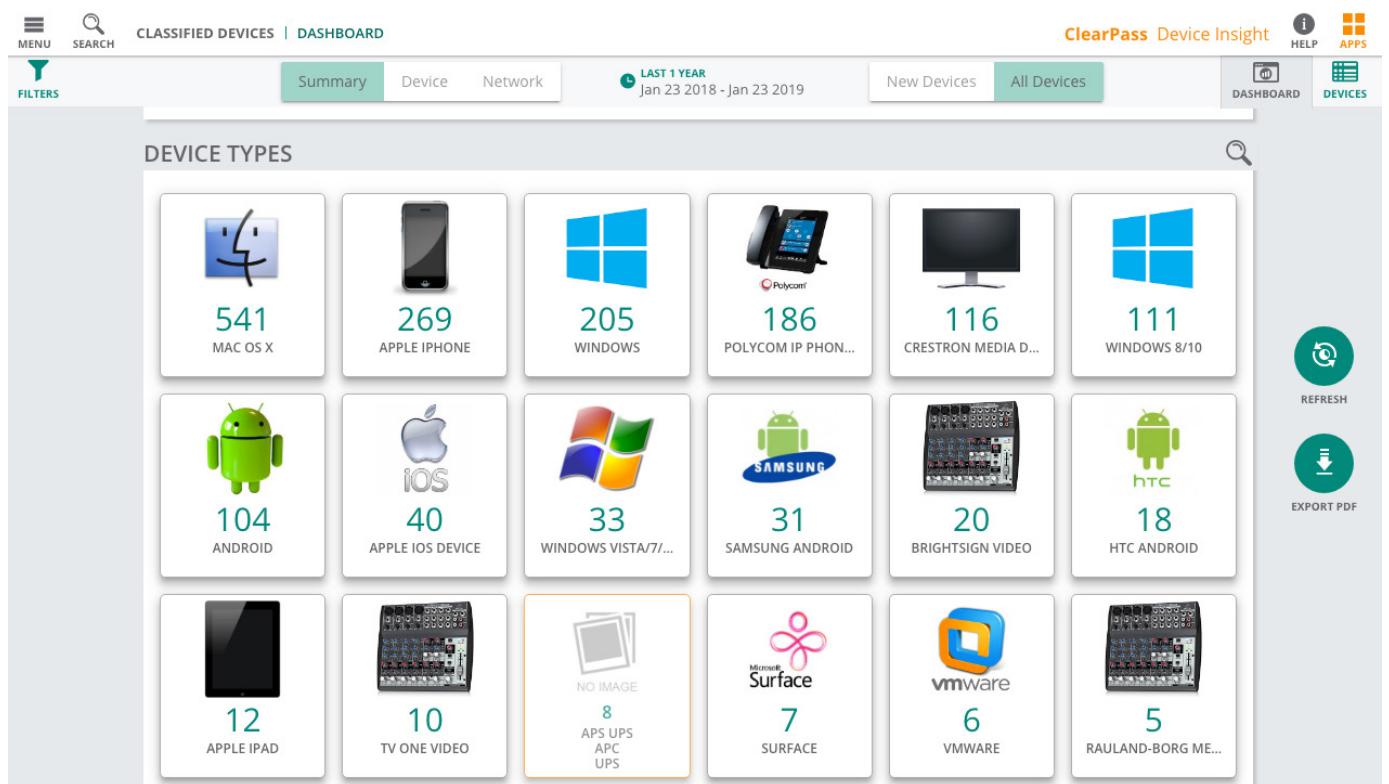 MENU
SEARCH
CLASSIFIED DEVICES | DASHBOARD
ClearPass Device Insight
HELP
APPS
FILTERS
Summary
Device
Network
LAST 1 YEAR
Jan 23 2018 - Jan 23 2019
New Devices
All Devices
DASHBOARD
DEVICES
DEVICE TYPES
541
MAC OS X
269
APPLE IPHONE
205
WINDOWS
Polycom
186
POLYCOM IP PHON...
116
CRESTRON MEDIA D...
111
WINDOWS 8/10
REFRESH
104
ANDROID
iOS
40
APPLE IOS DEVICE
33
WINDOWS VISTA/7/...
SAMSUNG
31
SAMSUNG ANDROID
20
BRIGHTSIGN VIDEO
hTC
18
HTC ANDROID
EXPORT PDF
12
APPLE IPAD
10
TV ONE VIDEO
NO IMAGE
8
APS UPS
APC
UPS
Microsoft
Surface
7
SURFACE
vmware
6
VMWARE
5
RAULAND-BORG ME...